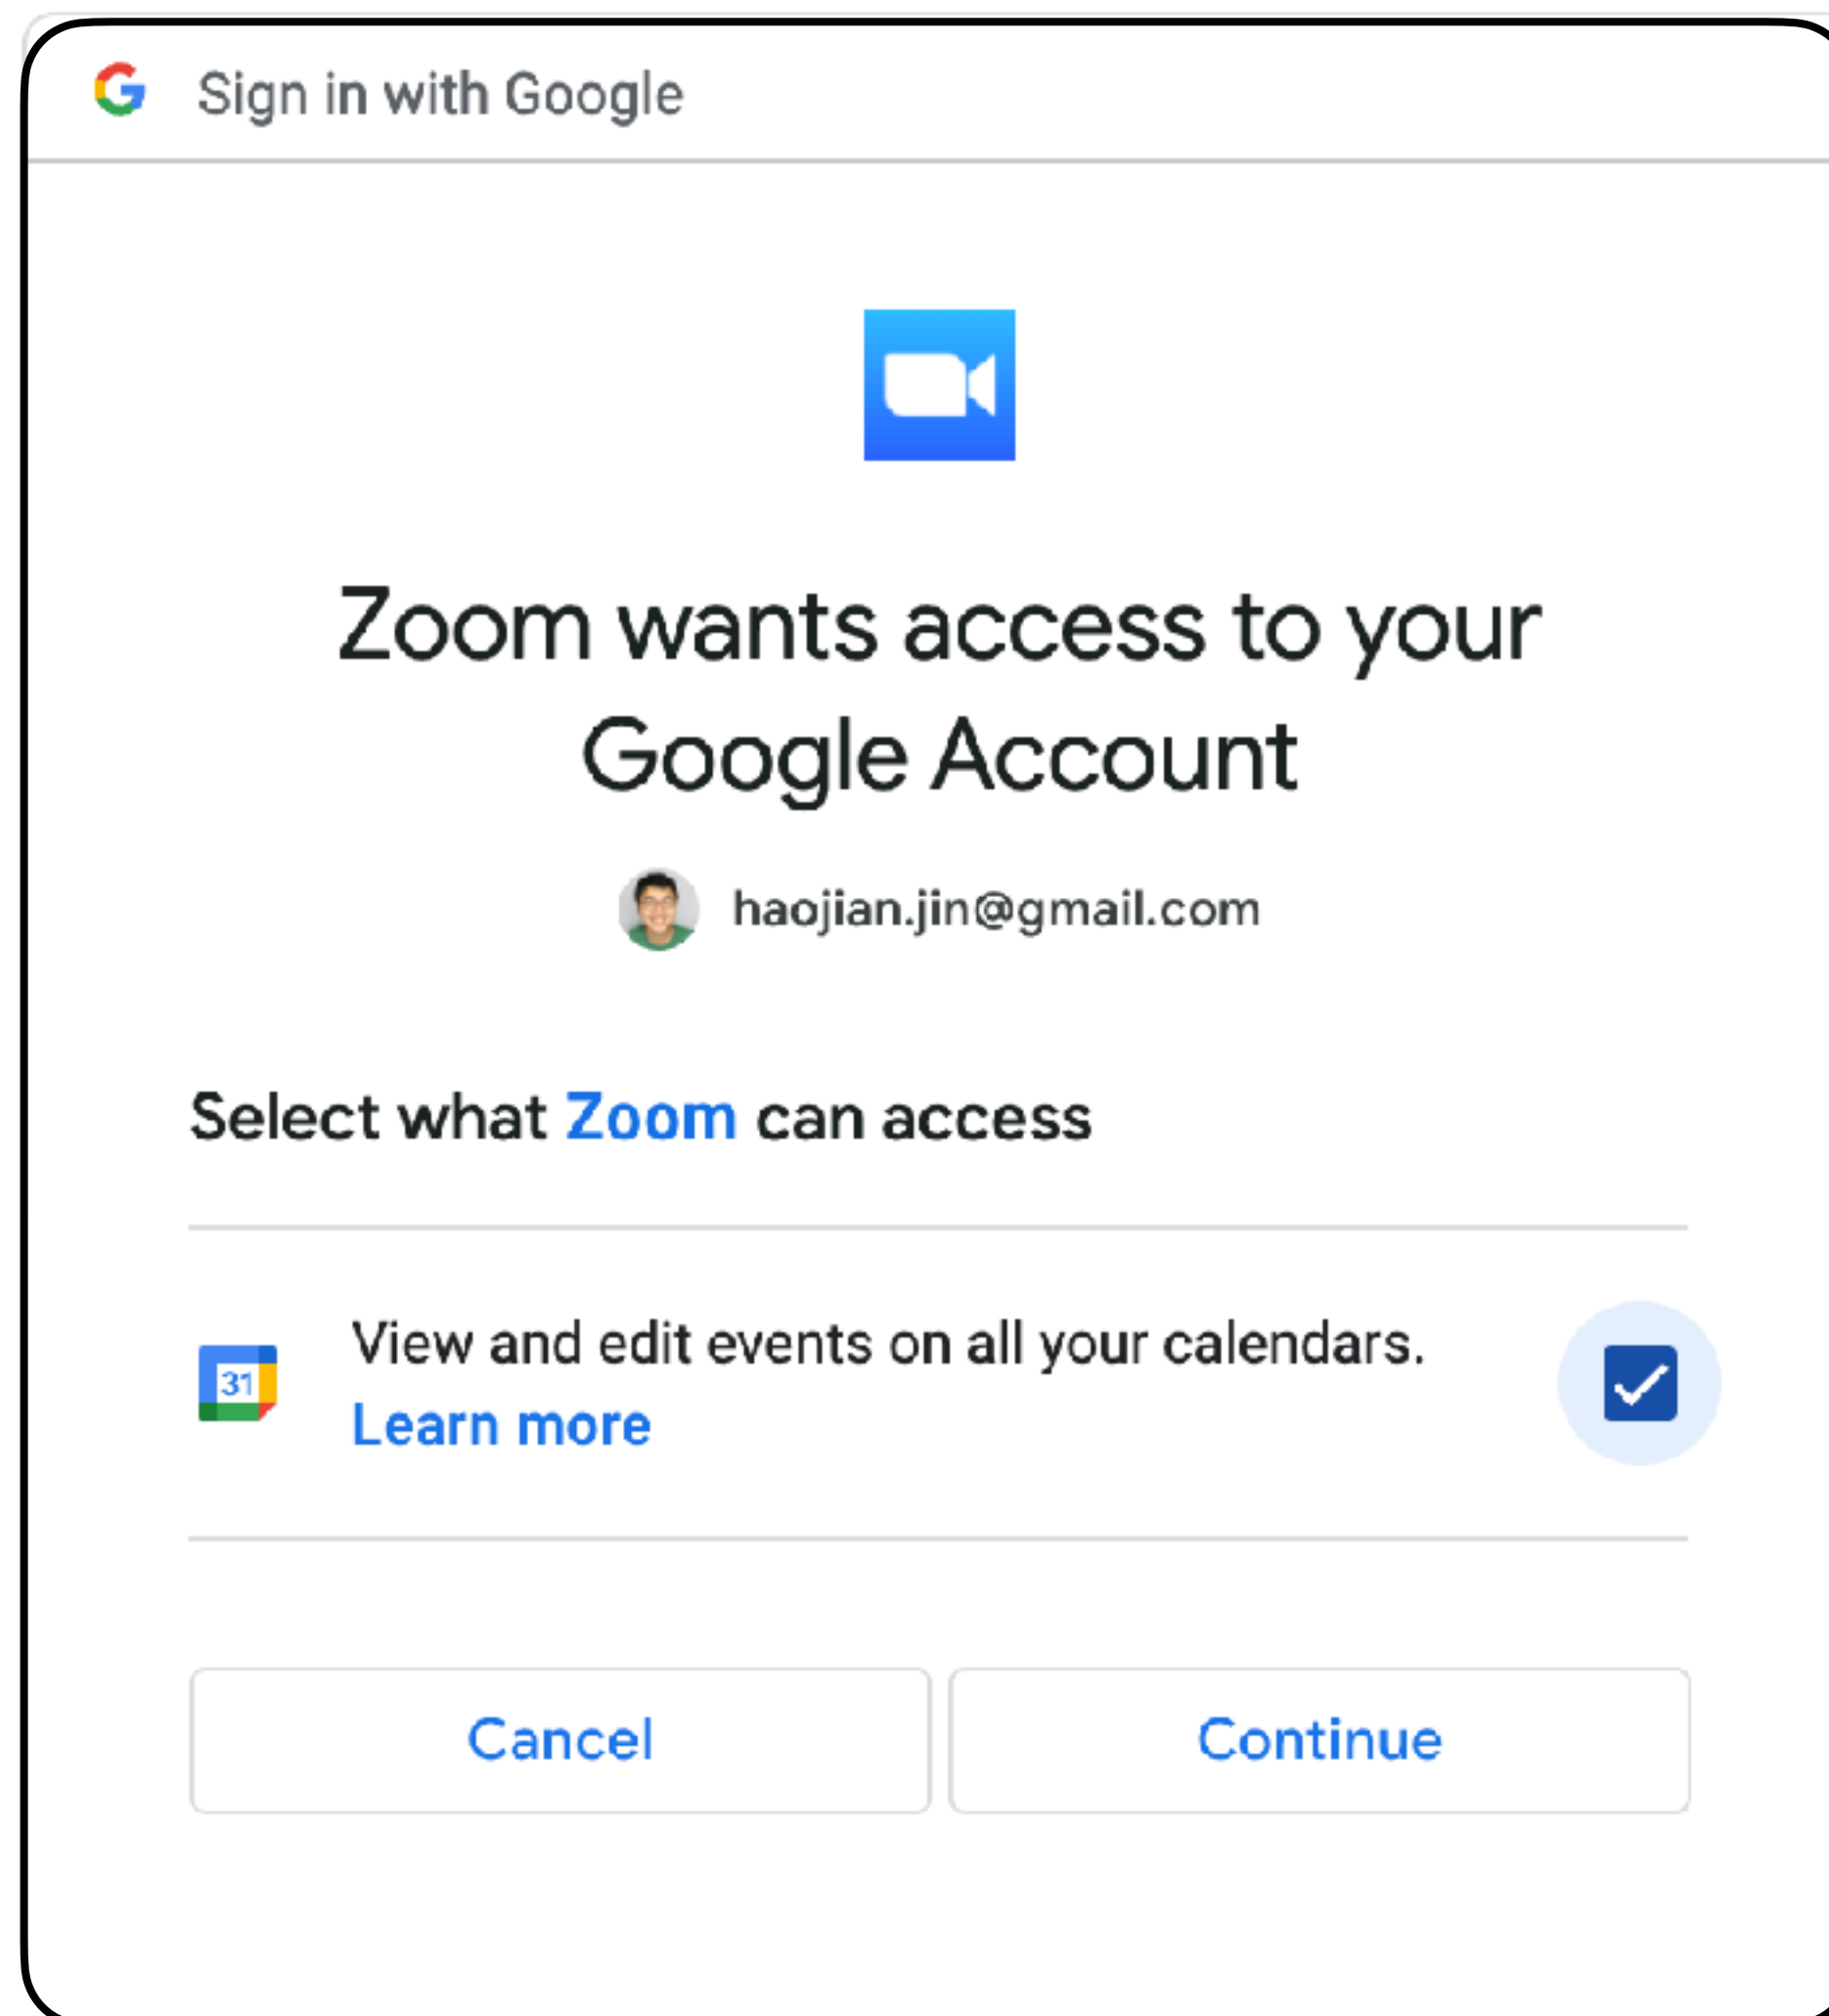 Sign in with Google
Zoom wants access to your
Google Account
haojian.jin@gmail.com
Select what Zoom can access
31
View and edit events on all your calendars.
Learn more
Cancel
Continue